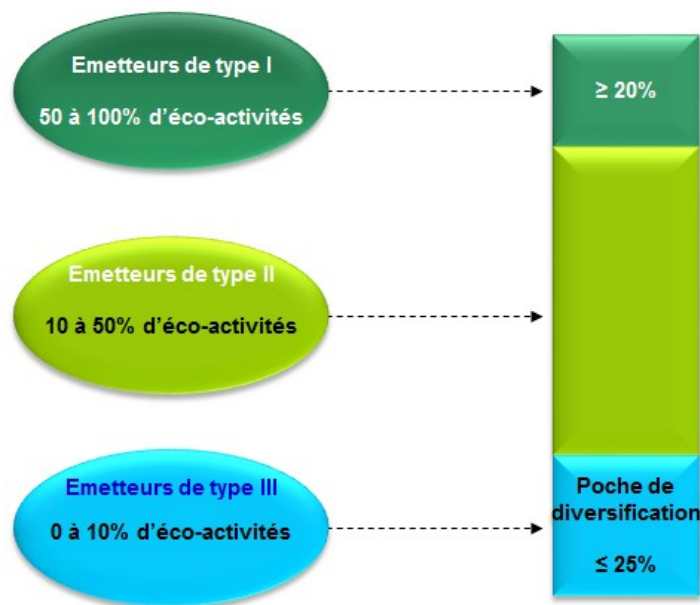 Emetteurs de type I
50 à 100% d’éco-activités
≥ 20%
Emetteurs de type II
10 à 50% d’éco-activités
Emetteurs de type III
0 à 10% d’éco-activités
Poche de
diversification
≤ 25%